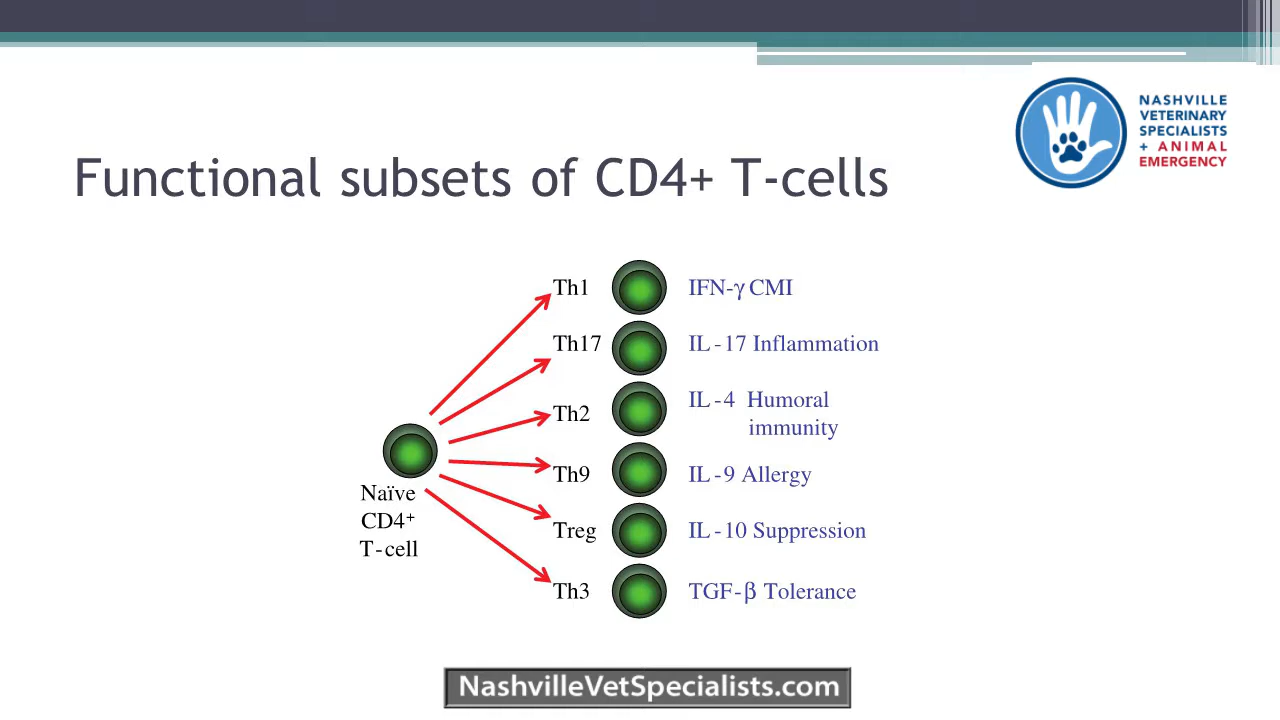 NASHVILLE
VETERINARY
SPECIALISTS
+ ANIMAL
EMERGENCY
Functional subsets of CD4+ T-cells
Th1 IFN-γ CMI
Th17 IL-17 Inflammation
Th2 IL-4 Humoral
immunity
Th9 IL-9 Allergy
Naïve
CD4⁺
T-cell
Treg IL-10 Suppression
Th3 TGF-β Tolerance
NashvilleVetSpecialists.com